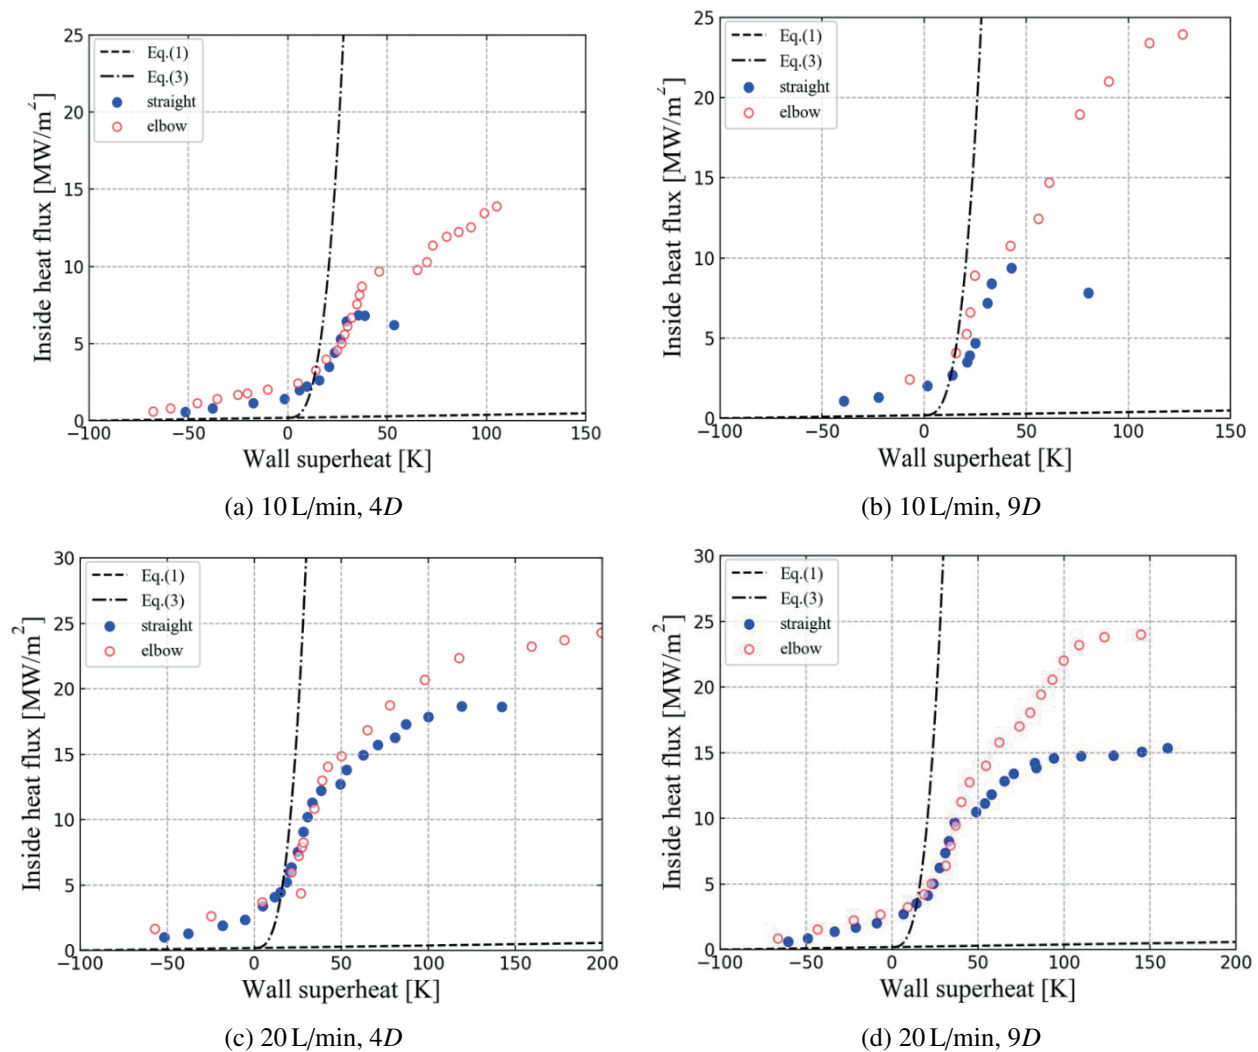 25
20
15
10
5
0
Inside heat flux [MW/m²]
Eq.(1)
Eq.(3)
straight
elbow
−100 −50 0 50 100 150
Wall superheat [K]
(a) 10 L/min, 4D
25
20
15
10
5
0
Inside heat flux [MW/m²]
Eq.(1)
Eq.(3)
straight
elbow
−100 −50 0 50 100 150
Wall superheat [K]
(b) 10 L/min, 9D
30
25
20
15
10
5
0
Inside heat flux [MW/m²]
Eq.(1)
Eq.(3)
straight
elbow
−100 −50 0 50 100 150 200
Wall superheat [K]
(c) 20 L/min, 4D
30
25
20
15
10
5
0
Inside heat flux [MW/m²]
Eq.(1)
Eq.(3)
straight
elbow
−100 −50 0 50 100 150 200
Wall superheat [K]
(d) 20 L/min, 9D